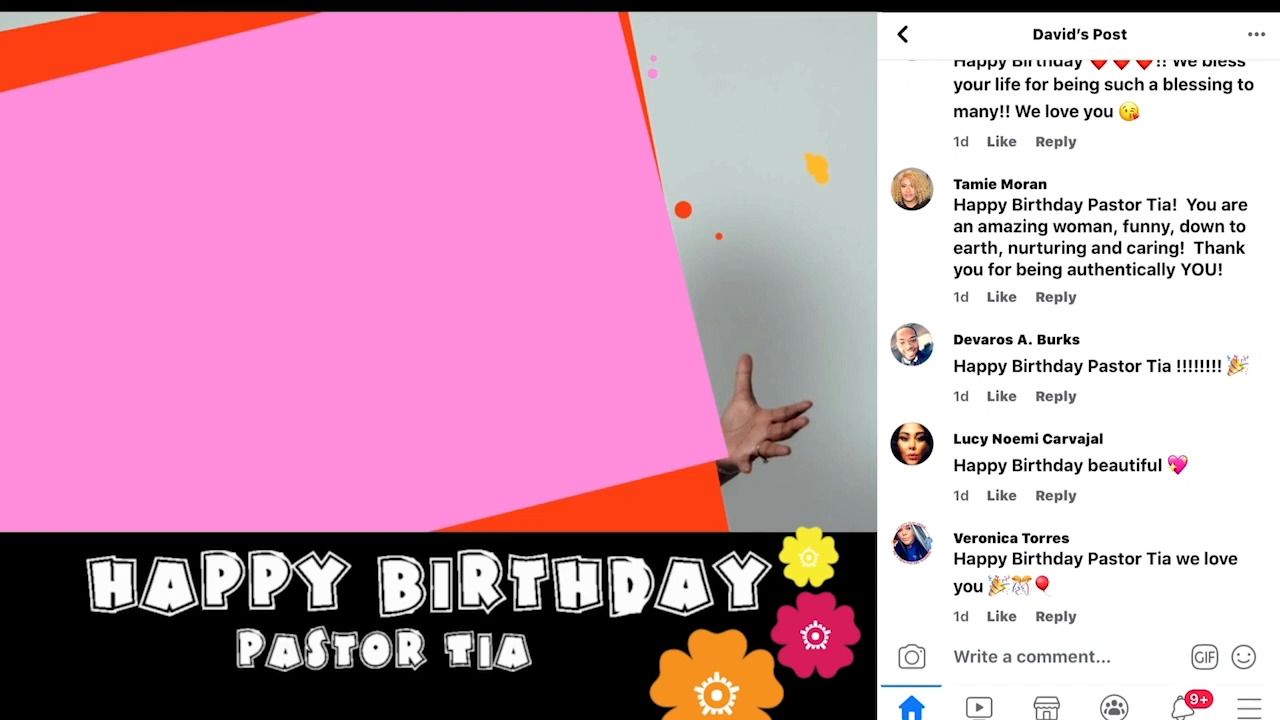 HAPPY BIRTHDAY
PASTOR TIA
David's Post
Happy Birthday ❤️❤️❤️!! We bless
your life for being such a blessing to
many!! We love you 😘
1d Like Reply
Tamie Moran
Happy Birthday Pastor Tia! You are
an amazing woman, funny, down to
earth, nurturing and caring! Thank
you for being authentically YOU!
1d Like Reply
Devaros A. Burks
Happy Birthday Pastor Tia !!!!!!!! 🎉
1d Like Reply
Lucy Noemi Carvajal
Happy Birthday beautiful 💖
1d Like Reply
Veronica Torres
Happy Birthday Pastor Tia we love
you 🎉🎊🎈
1d Like Reply
Write a comment...
GIF
9+